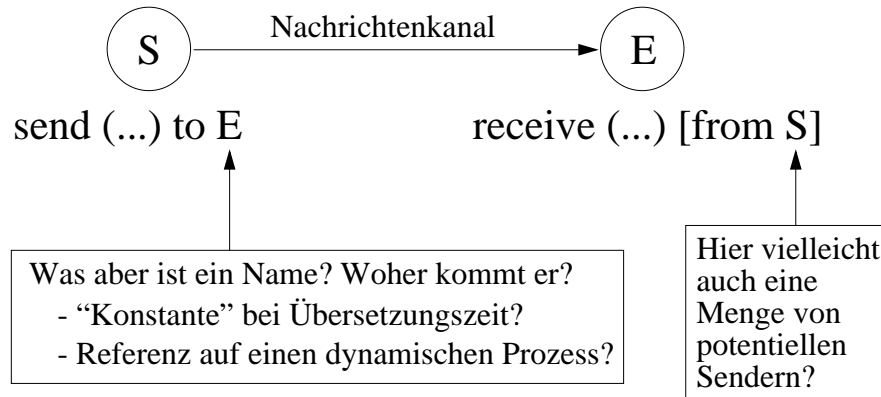 Nachrichtenkanal
S
E
send (...) to E
receive (...) [from S]
Was aber ist ein Name? Woher kommt er?
- “Konstante” bei Übersetzungszeit?
- Referenz auf einen dynamischen Prozess?
Hier vielleicht
auch eine
Menge von
potentiellen
Sendern?